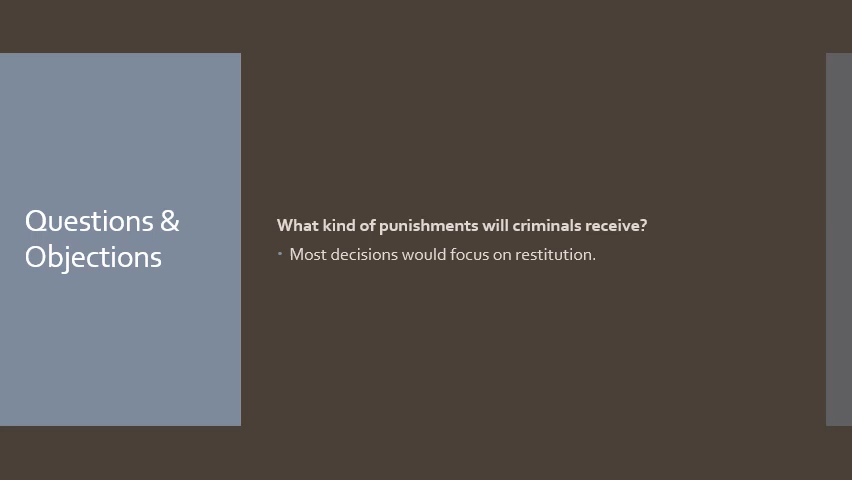 Questions &
Objections
What kind of punishments will criminals receive?
• Most decisions would focus on restitution.